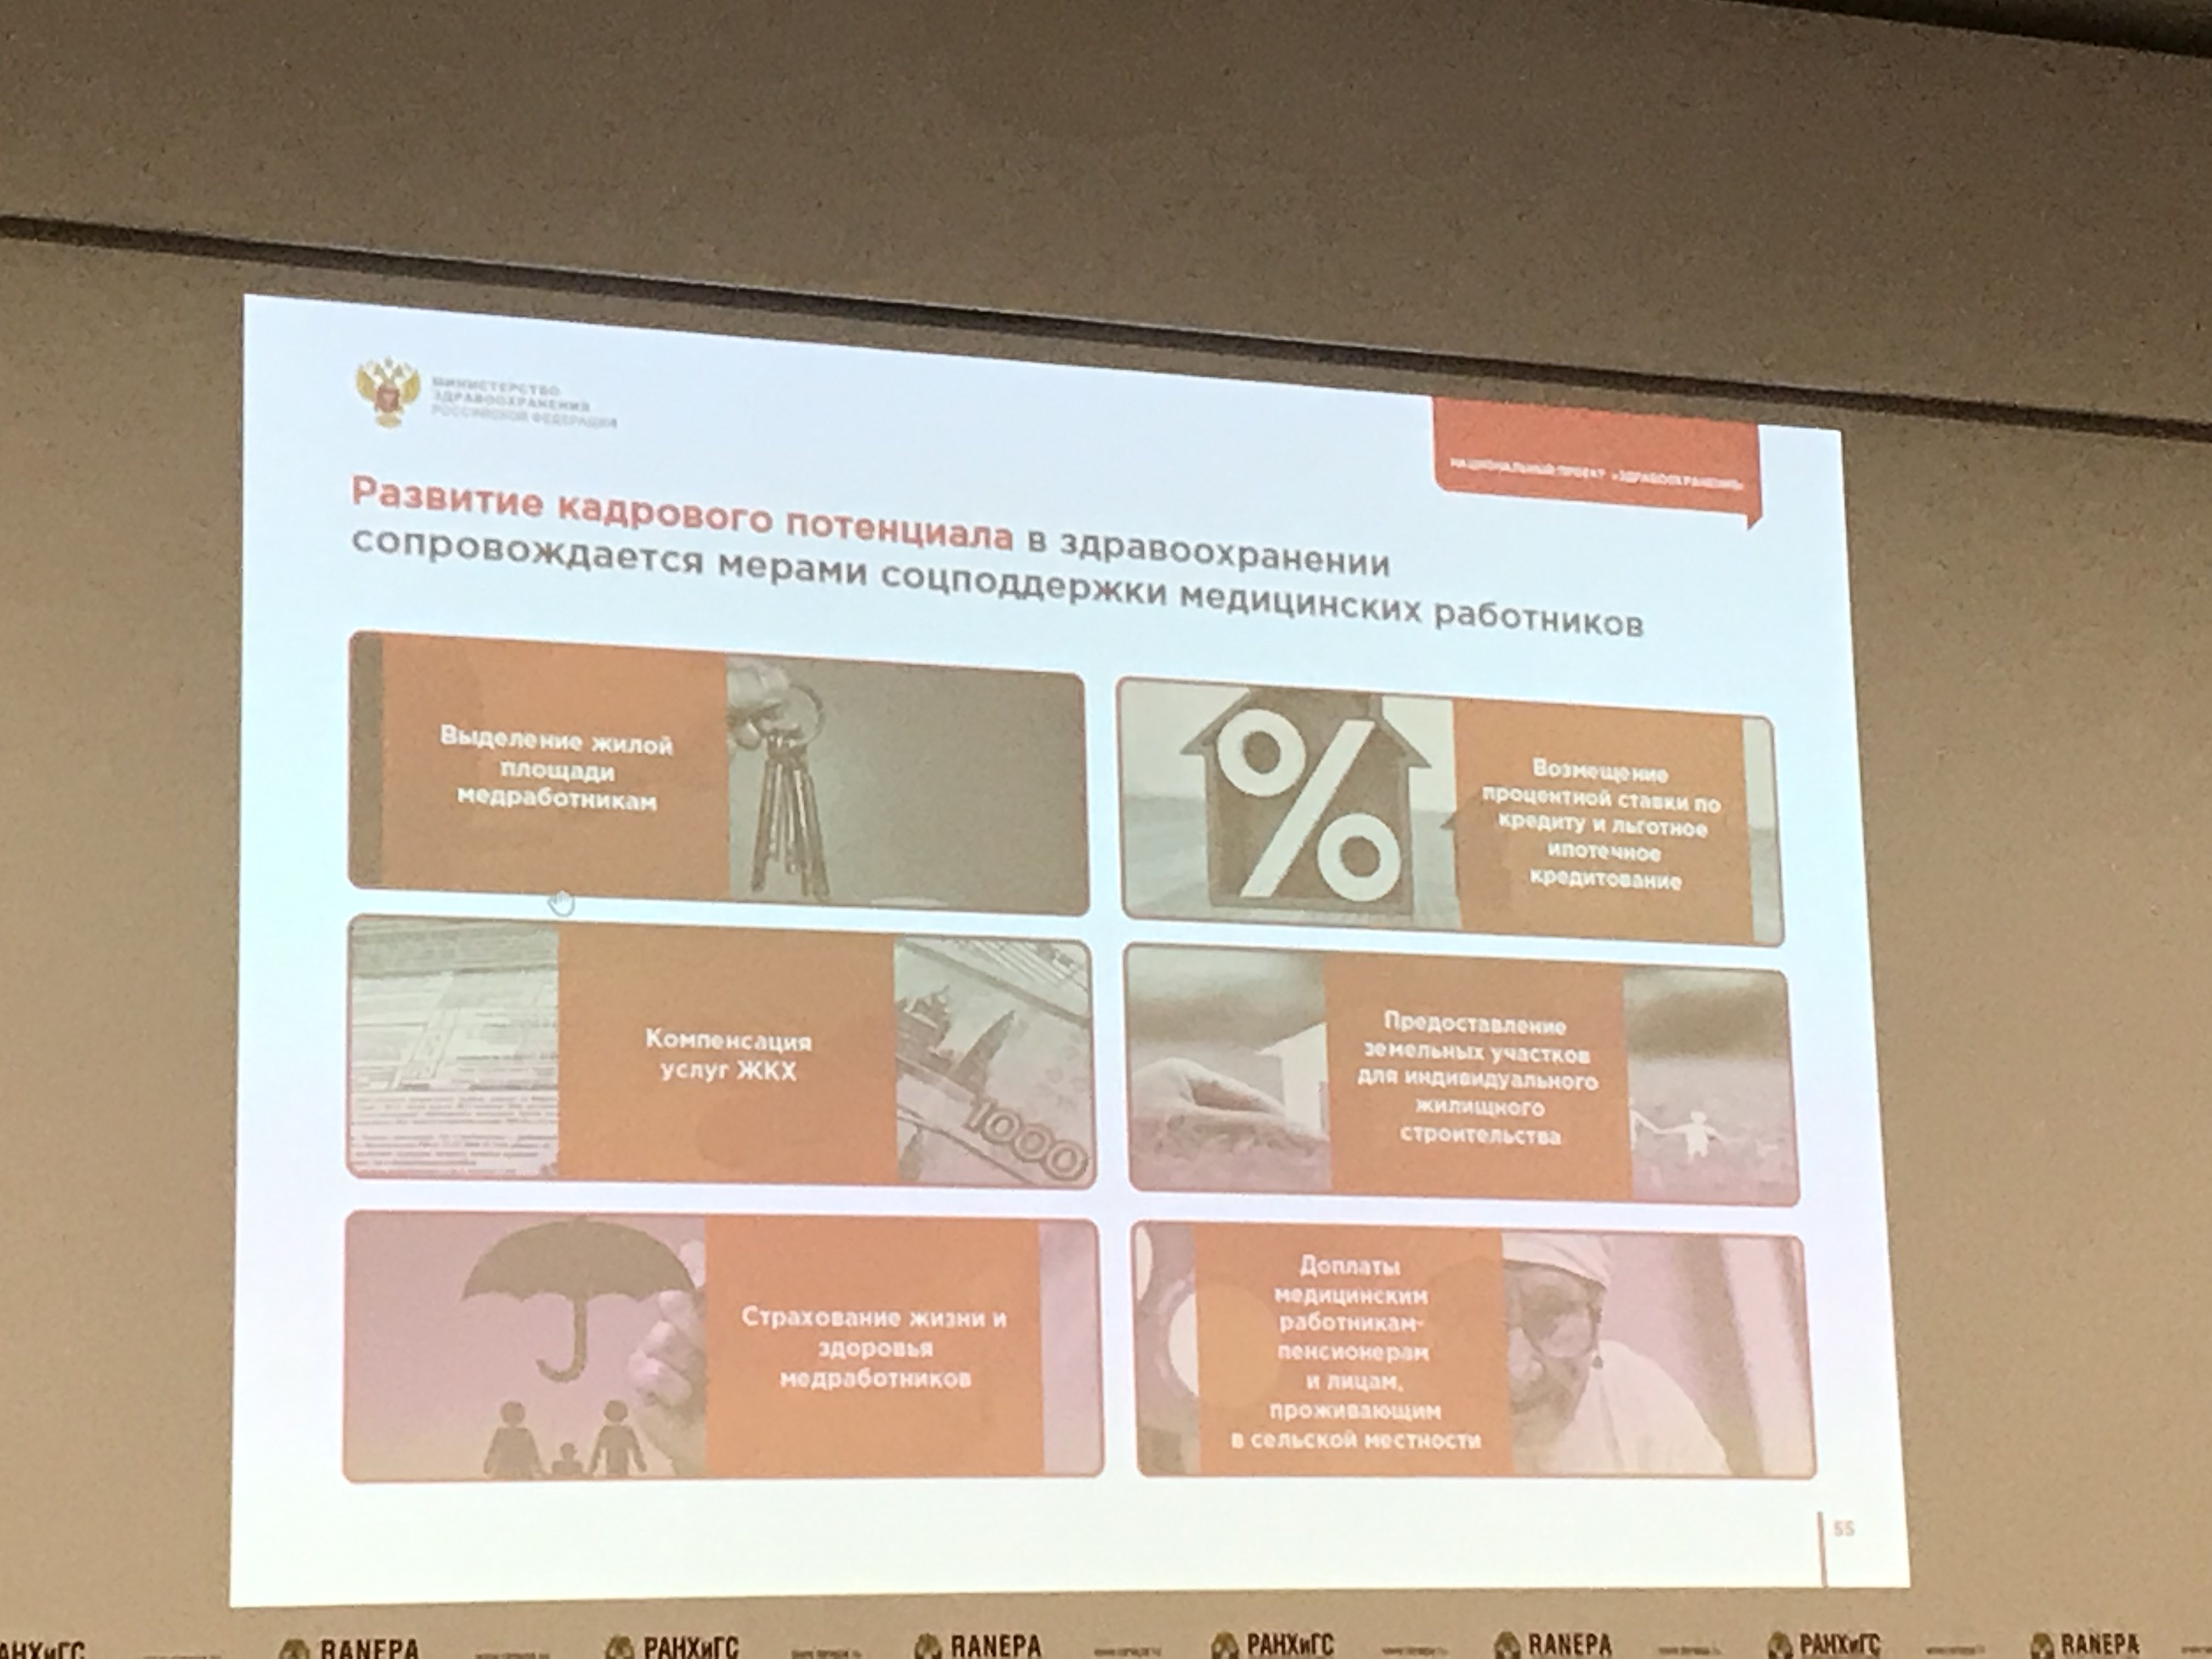 МИНИСТЕРСТВО
ЗДРАВООХРАНЕНИЯ
РОССИЙСКОЙ ФЕДЕРАЦИИ
НАЦИОНАЛЬНЫЙ ПРОЕКТ «ЗДРАВООХРАНЕНИЕ»
Развитие кадрового потенциала в здравоохранении
сопровождается мерами соцподдержки медицинских работников
Выделение жилой
площади
медработникам
%
Возмещение
процентной ставки по
кредиту и льготное
ипотечное
кредитование
Компенсация
услуг ЖКХ
1000
Предоставление
земельных участков
для индивидуального
жилищного
строительства
Страхование жизни и
здоровья
медработников
Доплаты
медицинским
работникам-
пенсионерам
и лицам,
проживающим
в сельской местности
55
АНХиГС RANEPA РАНХиГС RANEPA РАНХиГС RANEPA РАНХиГС RANEPA